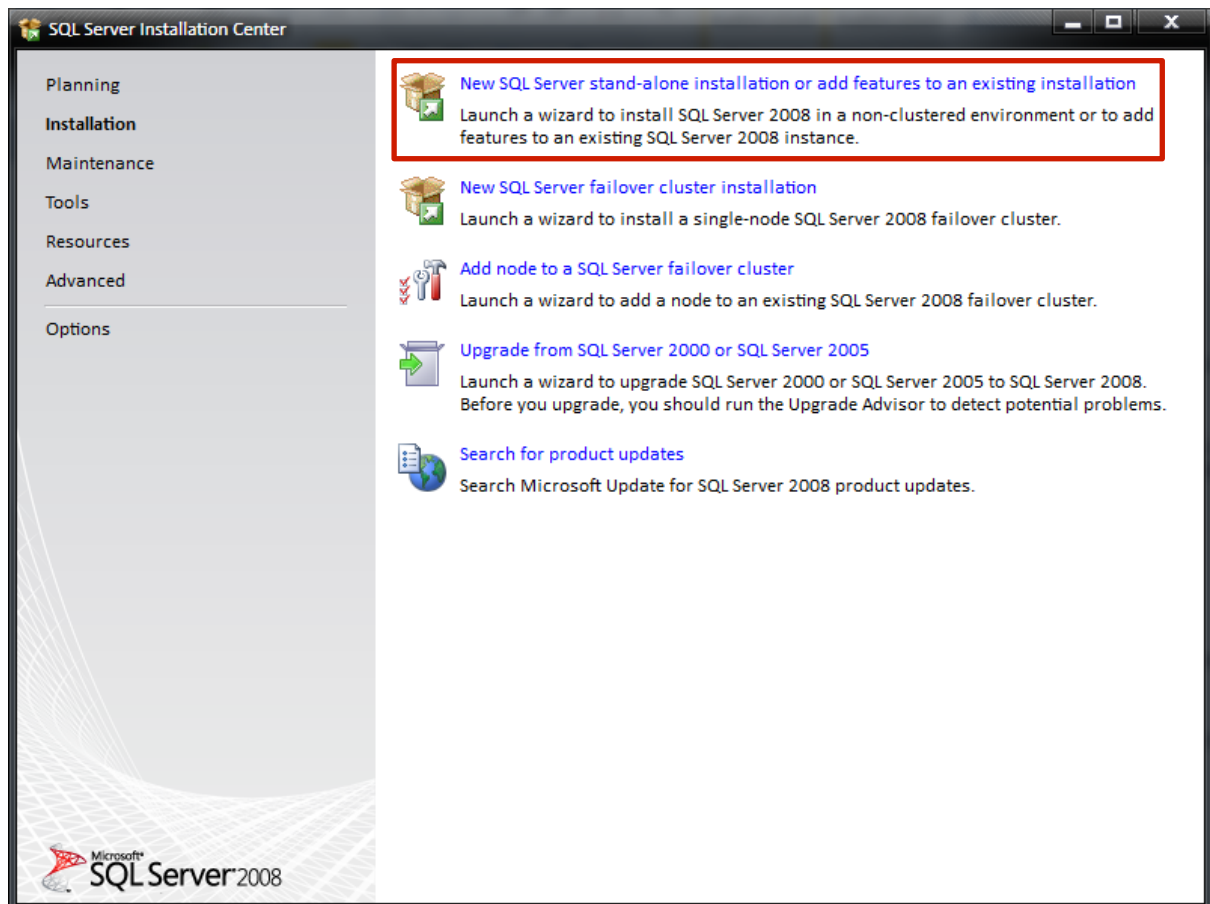 SQL Server Installation Center
Planning
Installation
Maintenance
Tools
Resources
Advanced
Options
New SQL Server stand-alone installation or add features to an existing installation
Launch a wizard to install SQL Server 2008 in a non-clustered environment or to add
features to an existing SQL Server 2008 instance.
New SQL Server failover cluster installation
Launch a wizard to install a single-node SQL Server 2008 failover cluster.
Add node to a SQL Server failover cluster
Launch a wizard to add a node to an existing SQL Server 2008 failover cluster.
Upgrade from SQL Server 2000 or SQL Server 2005
Launch a wizard to upgrade SQL Server 2000 or SQL Server 2005 to SQL Server 2008.
Before you upgrade, you should run the Upgrade Advisor to detect potential problems.
Search for product updates
Search Microsoft Update for SQL Server 2008 product updates.
Microsoft
SQL Server 2008